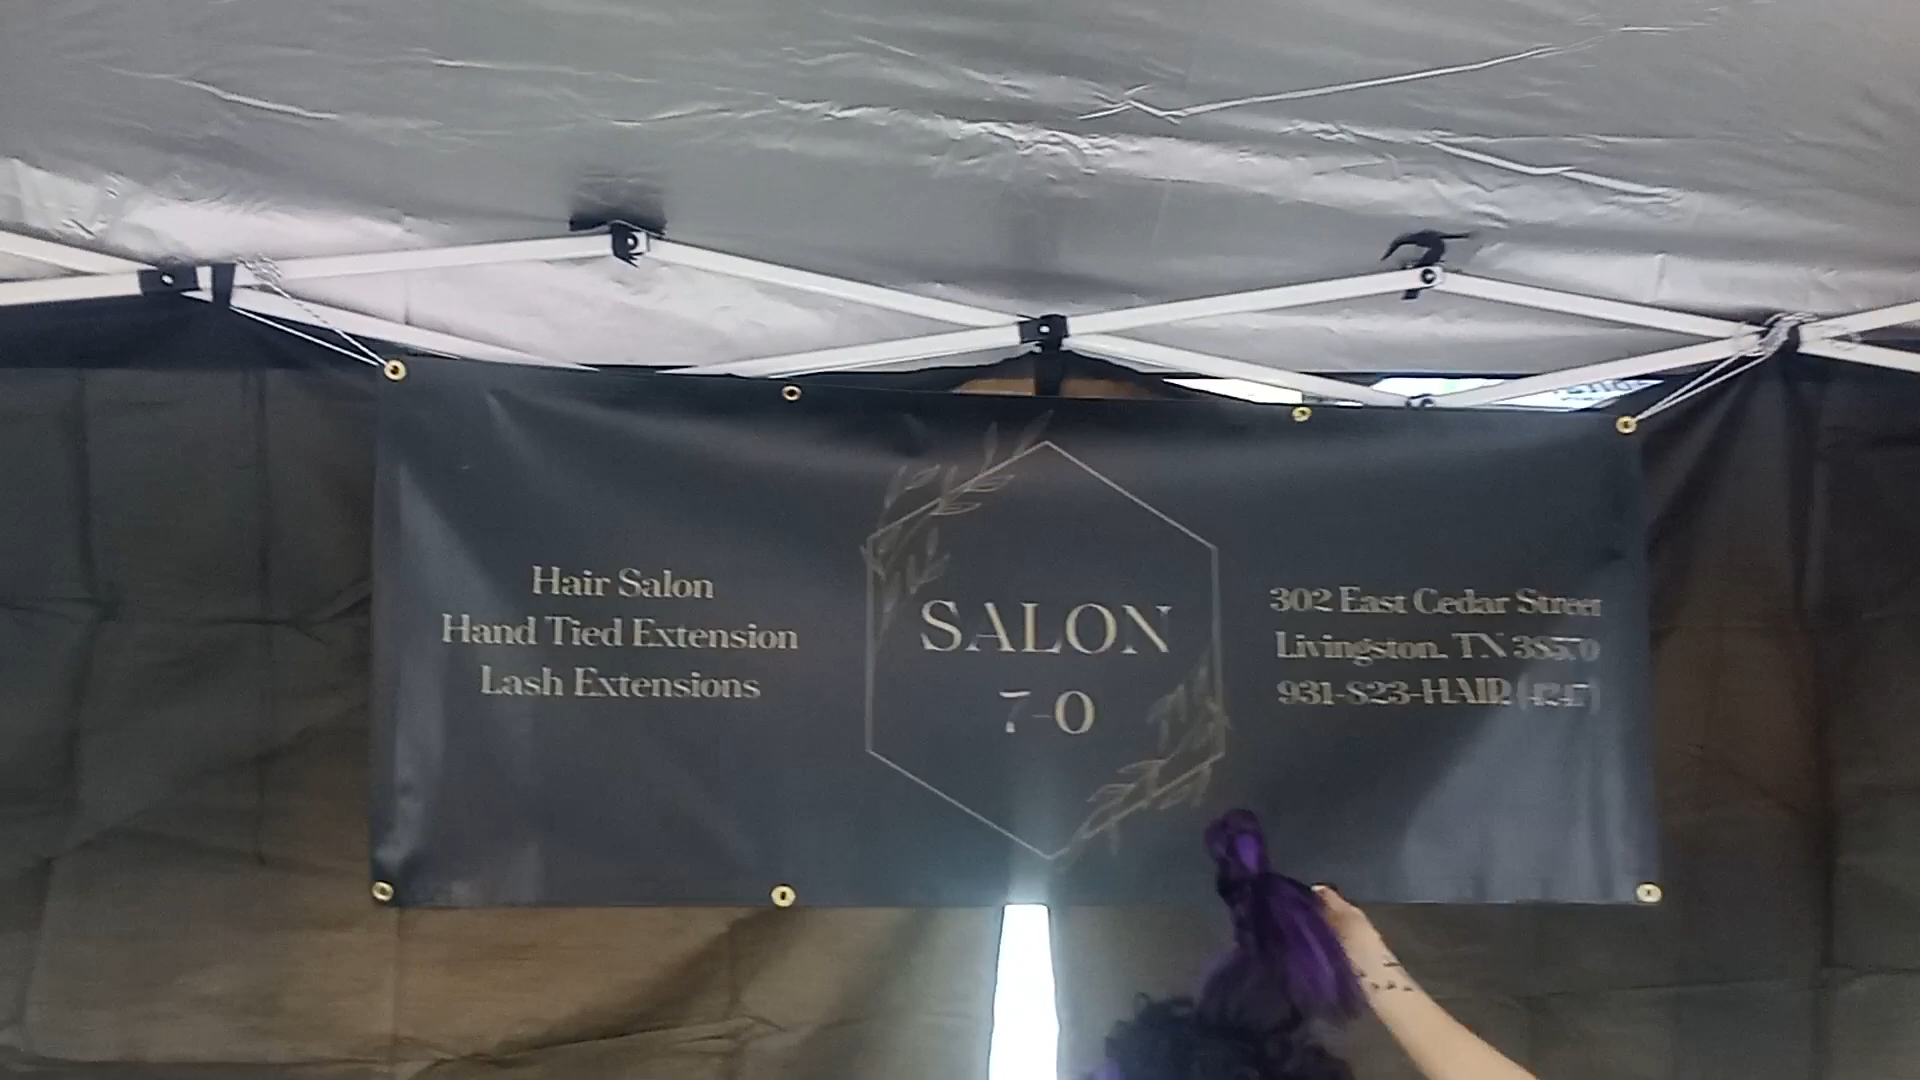 Hair Salon
Hand Tied Extension
Lash Extensions
SALON
7-0
302 East Cedar Street
Livingston, TN 38570
931-823-HAIR (4247)